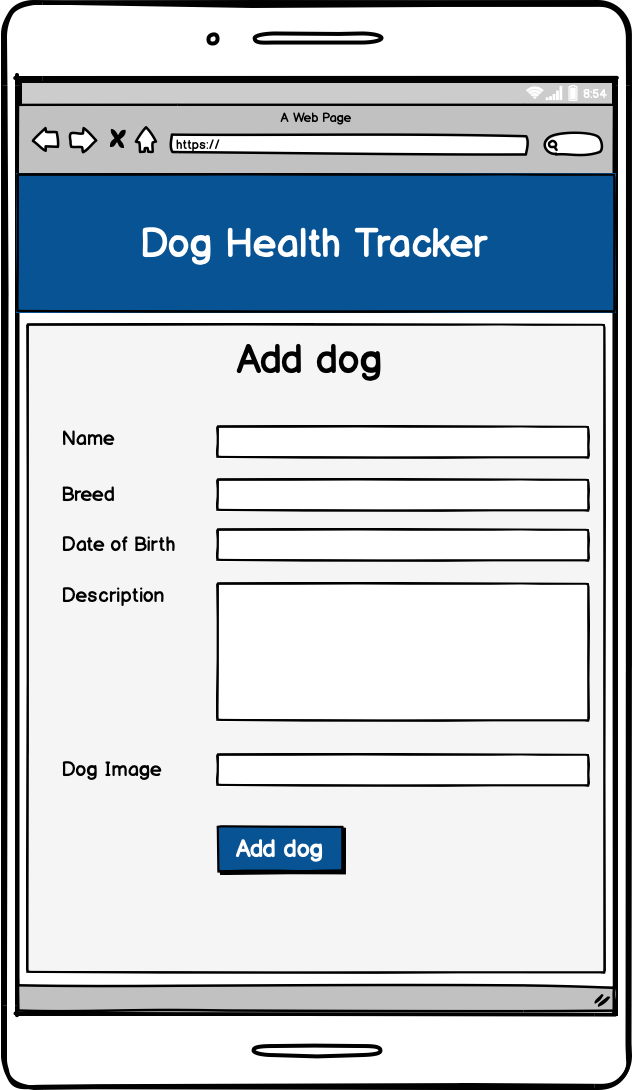 8:54
A Web Page
https://
Dog Health Tracker
Add dog
Name
Breed
Date of Birth
Description
Dog Image
Add dog